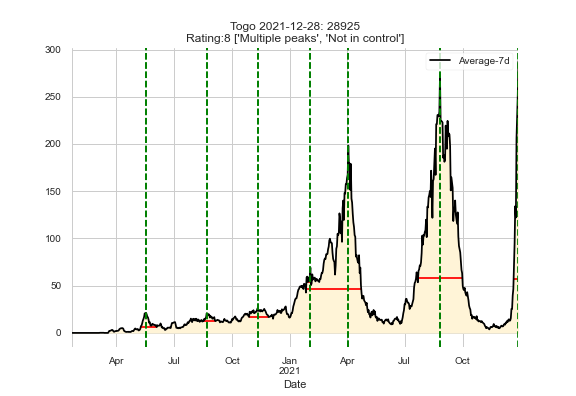 Togo 2021-12-28: 28925
Rating:8 ['Multiple peaks', 'Not in control']
300
250
200
150
100
50
0
Average-7d
Apr Jul Oct Jan Apr Jul Oct
2021
Date